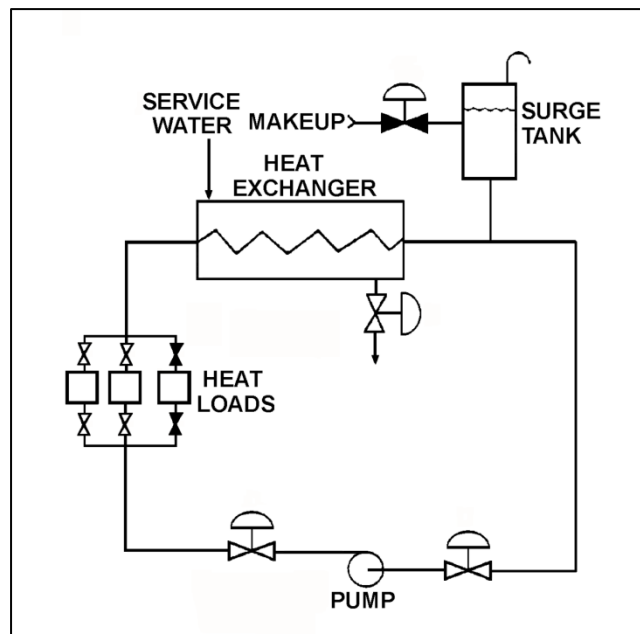 SERVICE
WATER
MAKEUP
SURGE
TANK
HEAT
EXCHANGER
HEAT
LOADS
PUMP